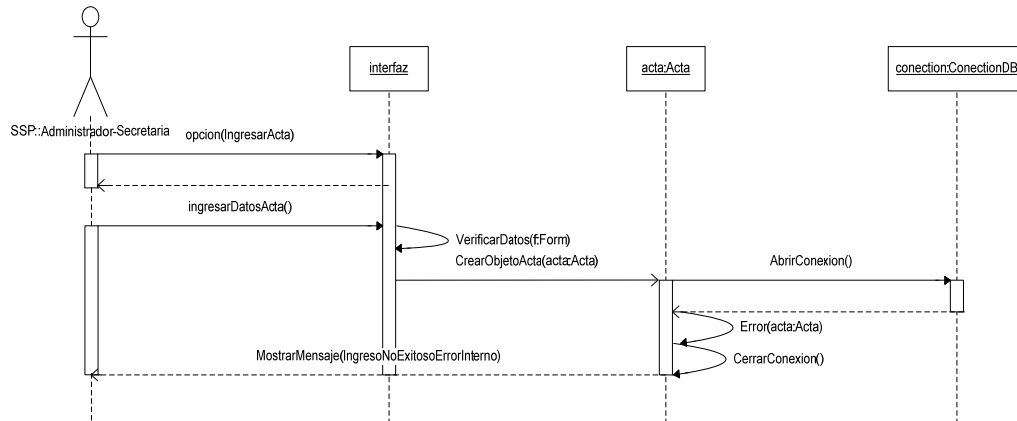 interfaz
acta:Acta
conection:ConectionDB
SSP::Administrador-Secretaria
opcion(IngresarActa)
ingresarDatosActa()
VerificarDatos(f:Form)
CrearObjetoActa(acta:Acta)
AbrirConexion()
Error(acta:Acta)
MostrarMensaje(IngresoNoExitosoErrorInterno)
CerrarConexion()